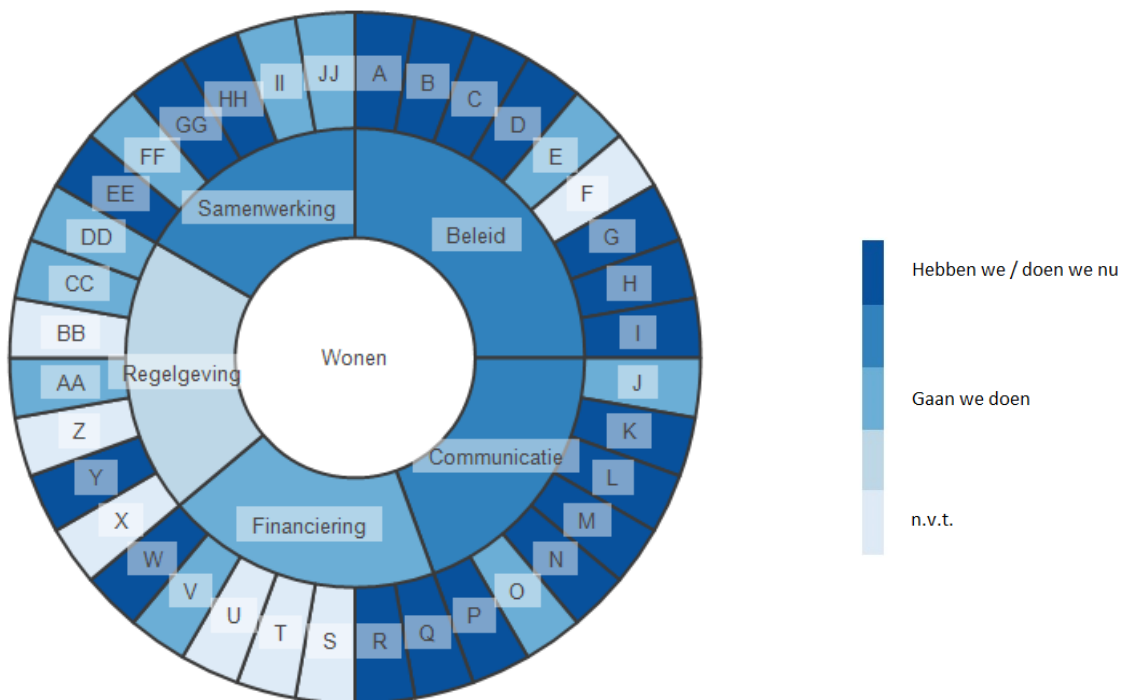 A
B
C
D
E
F
G
H
I
J
K
L
M
N
O
P
Q
R
S
T
U
V
W
X
Y
Z
AA
BB
CC
DD
EE
FF
GG
HH
II
JJ
Samenwerking
Beleid
Wonen
Regelgeving
Communicatie
Financiering
Hebben we / doen we nu
Gaan we doen
n.v.t.